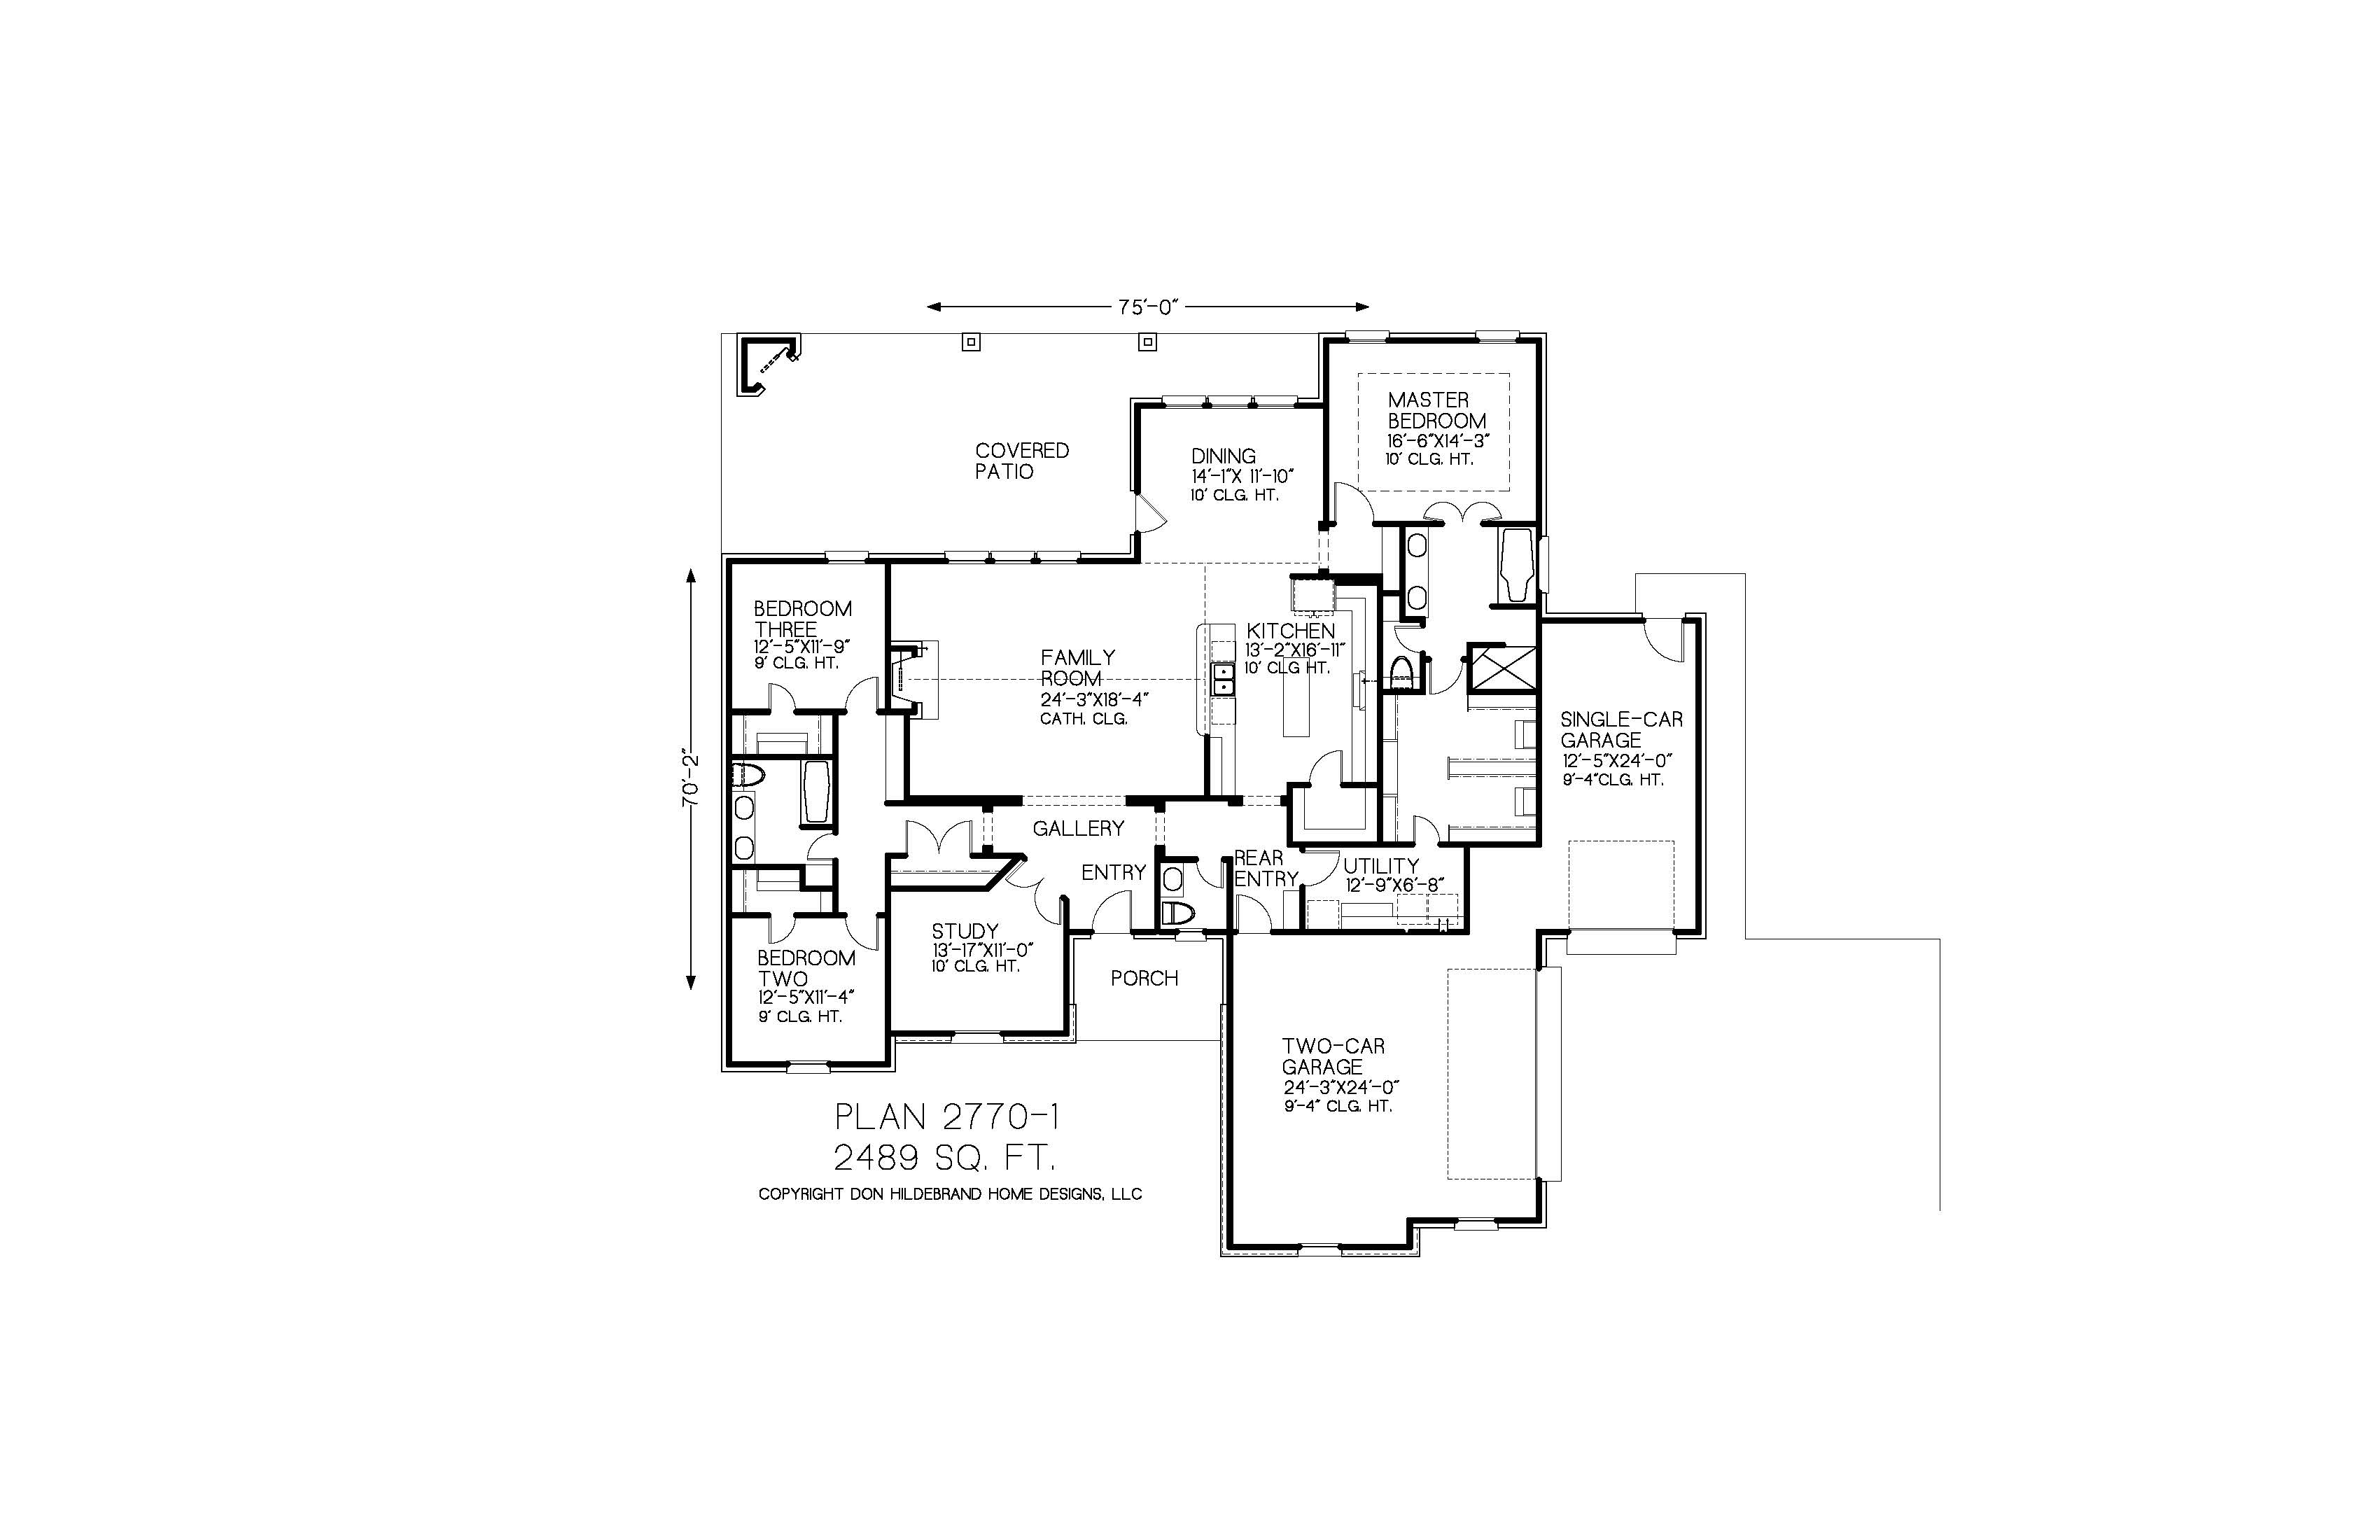 75'-0"
MASTER
BEDROOM
16'-6"X14'-3"
10' CLG. HT.
COVERED
PATIO
DINING
14'-1"X 11'-10"
10' CLG. HT.
BEDROOM
THREE
12'-5"X11'-9"
9' CLG. HT.
FAMILY
ROOM
24'-3"X18'-4"
CATH. CLG.
KITCHEN
13'-2"X16'-11"
10' CLG HT.
SINGLE-CAR
GARAGE
12'-5"X24'-0"
9'-4"CLG. HT.
70'-2"
GALLERY
ENTRY
REAR
ENTRY
UTILITY
12'-9"X6'-8"
STUDY
13'-17"X11'-0"
10' CLG. HT.
BEDROOM
TWO
12'-5"X11'-4"
9' CLG. HT.
PORCH
TWO-CAR
GARAGE
24'-3"X24'-0"
9'-4" CLG. HT.
PLAN 2770-1
2489 SQ. FT.
COPYRIGHT DON HILDEBRAND HOME DESIGNS, LLC